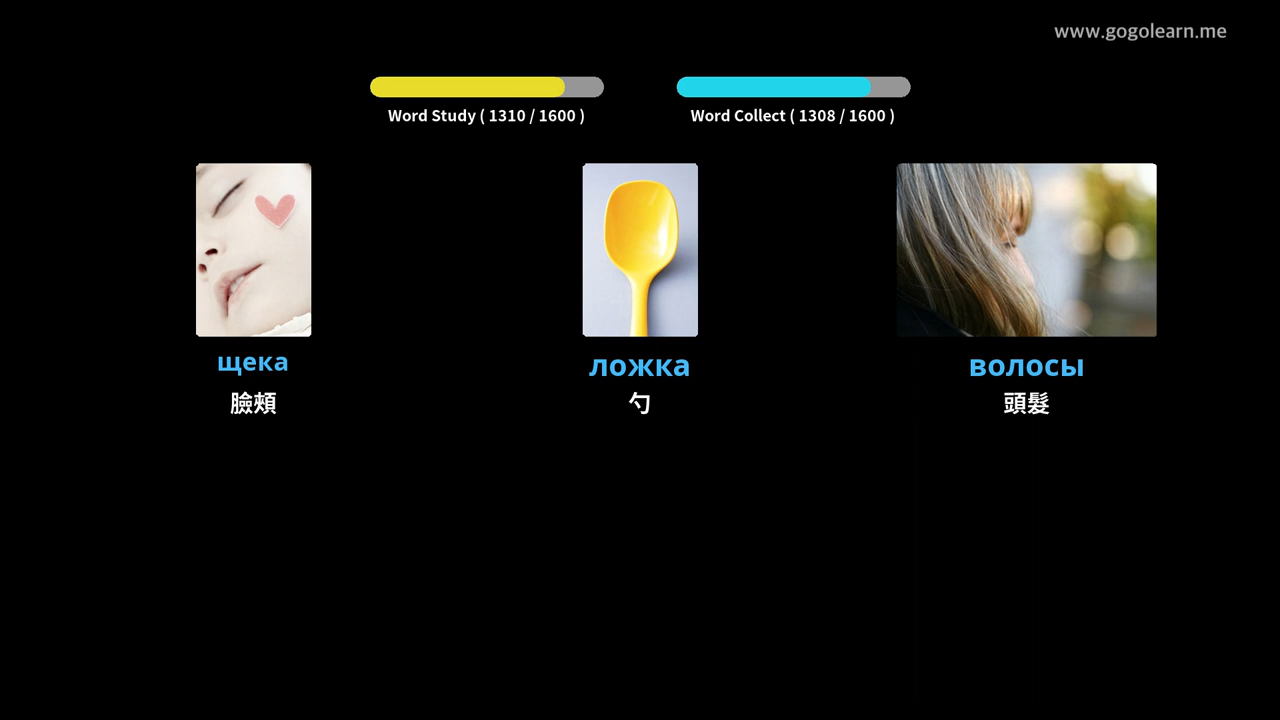 www.gogolearn.me
Word Study ( 1310 / 1600 )
Word Collect ( 1308 / 1600 )
щека
ложка
волосы
臉頰
勺
頭髮